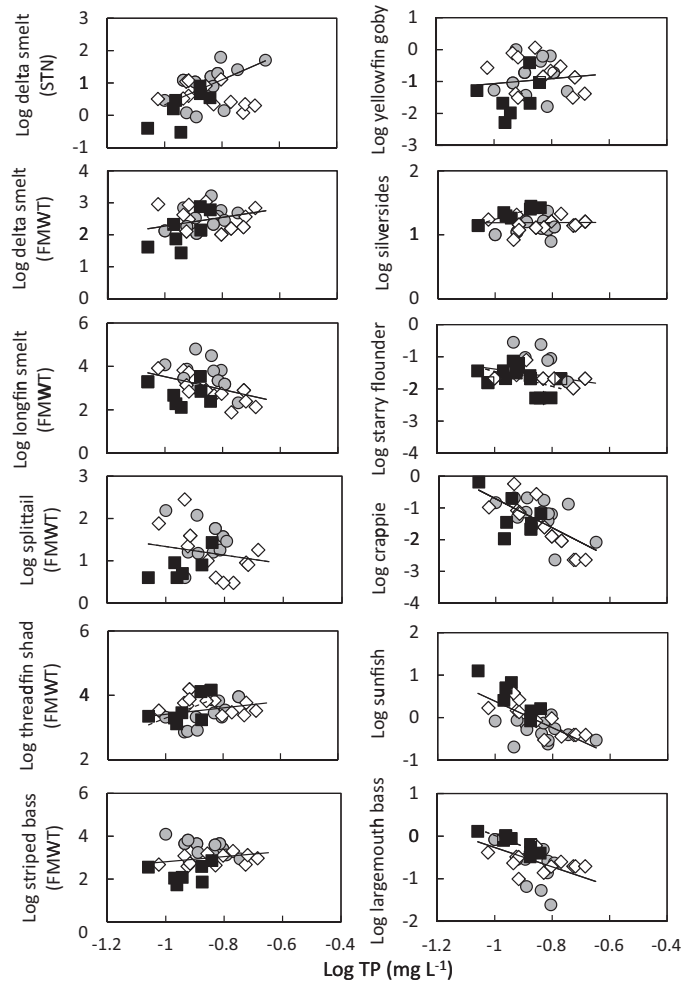 Log delta smelt
(STN)
3
2
1
0
-1
Log delta smelt
(FMWT)
4
3
2
1
0
Log longfin smelt
(FMWT)
6
4
2
0
Log splittail
(FMWT)
3
2
1
0
Log threadfin shad
(FMWT)
6
4
2
Log striped bass
(FMWT)
6
4
2
0
-1.2 -1 -0.8 -0.6 -0.4
Log yellowfin goby
1
0
-1
-2
-3
Log silversides
2
1
0
Log starry flounder
0
-1
-2
-3
-4
Log crappie
0
-1
-2
-3
-4
Log sunfish
2
1
0
-1
Log largemouth bass
1
0
-1
-2
-1.2 -1 -0.8 -0.6 -0.4
Log TP (mg L-1)